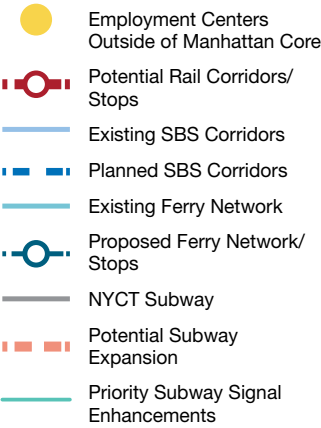 Employment Centers
Outside of Manhattan Core
Potential Rail Corridors/
Stops
Existing SBS Corridors
Planned SBS Corridors
Existing Ferry Network
Proposed Ferry Network/
Stops
NYCT Subway
Potential Subway
Expansion
Priority Subway Signal
Enhancements